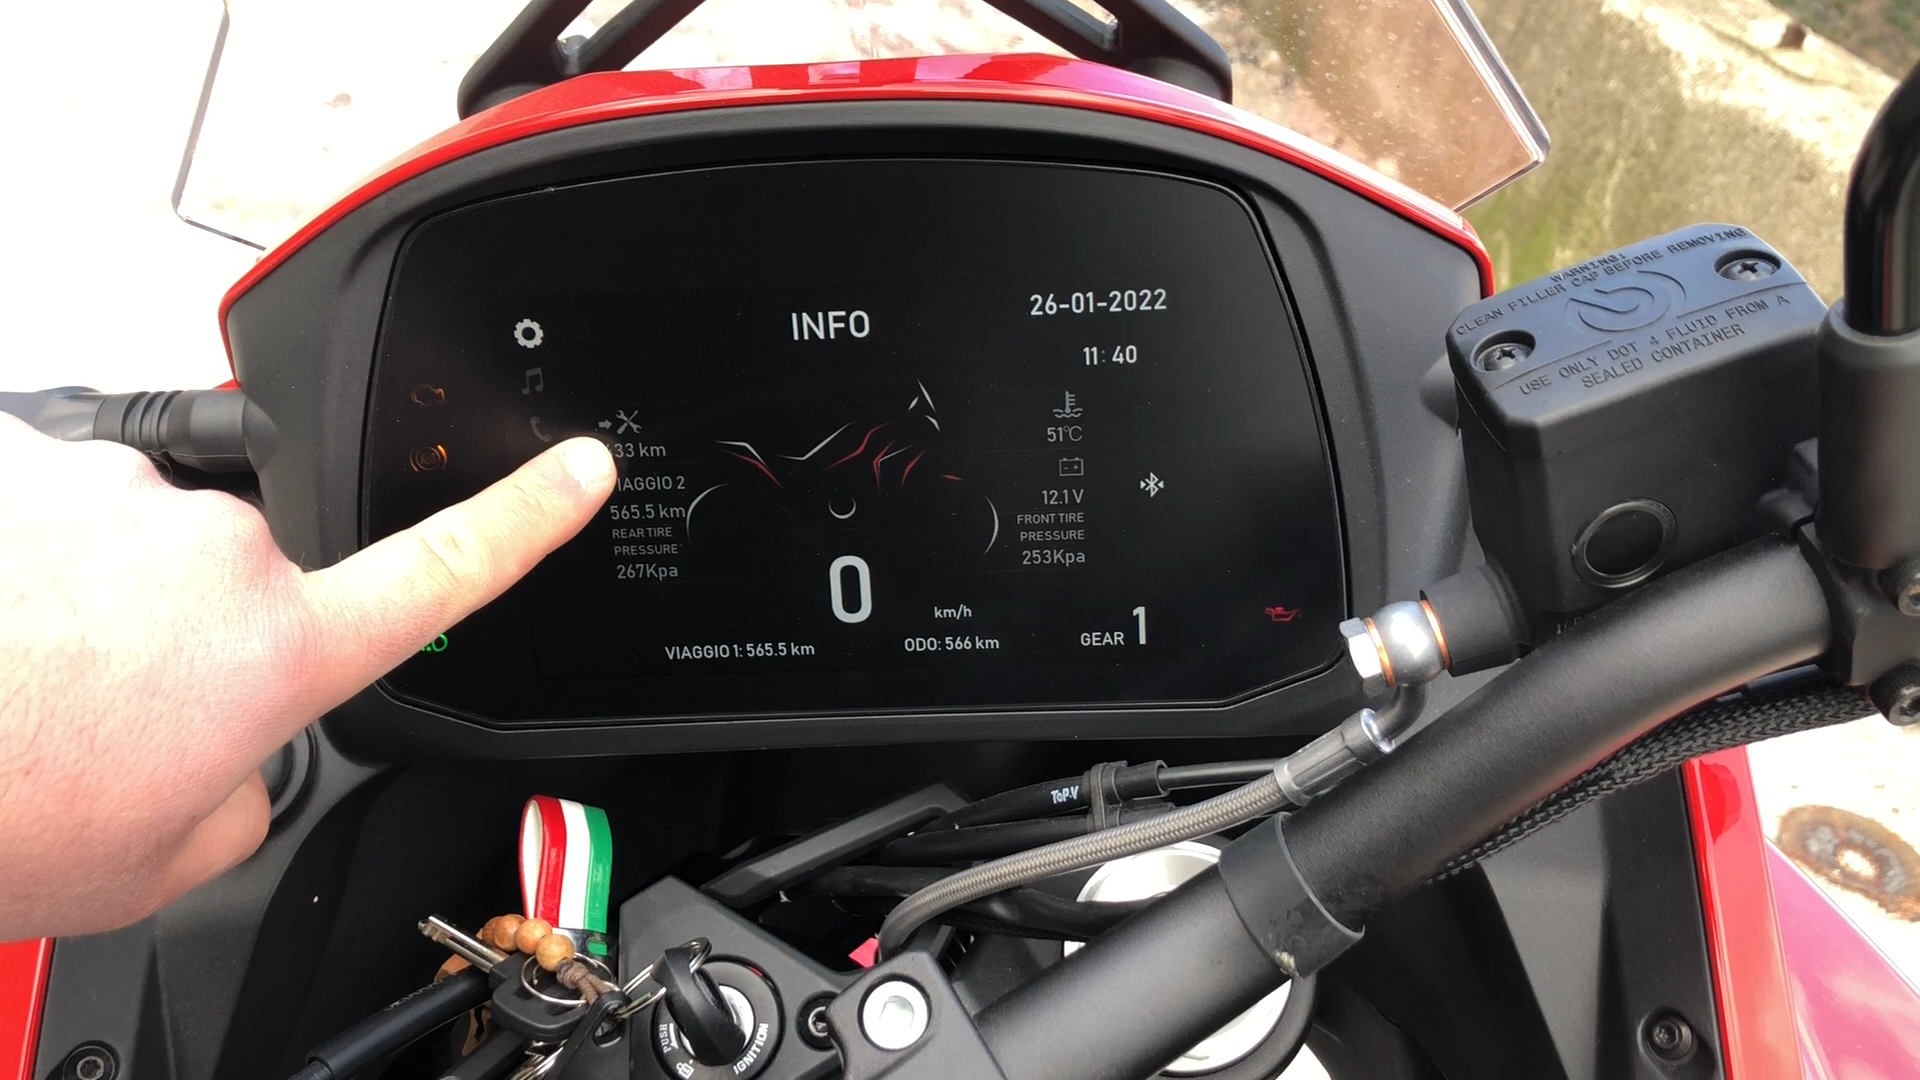 INFO
26-01-2022
11:40
33 km
VIAGGIO 2
565.5 km
REAR TIRE
PRESSURE
267Kpa
51°C
12.1 V
FRONT TIRE
PRESSURE
253Kpa
0
km/h
VIAGGIO 1: 565.5 km
ODO: 566 km
GEAR 1
WARNING:
CLEAN FILLER CAP BEFORE REMOVING
USE ONLY DOT 4 FLUID FROM A
SEALED CONTAINER
ToP.V
PUSH
IGNITION